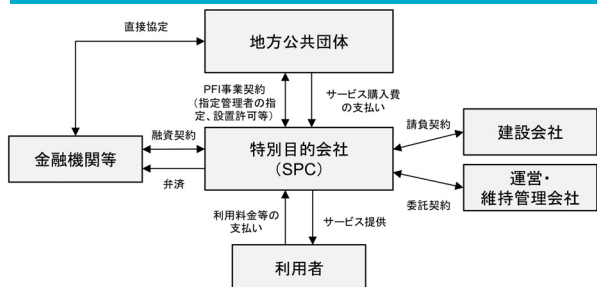 直接協定
地方公共団体
PFI事業契約
(指定管理者の指
定、設置許可等)
サービス購入費
の支払い
請負契約
建設会社
金融機関等
融資契約
弁済
特別目的会社
(SPC)
運営・
維持管理会社
委託契約
利用料金等の
支払い
サービス提供
利用者